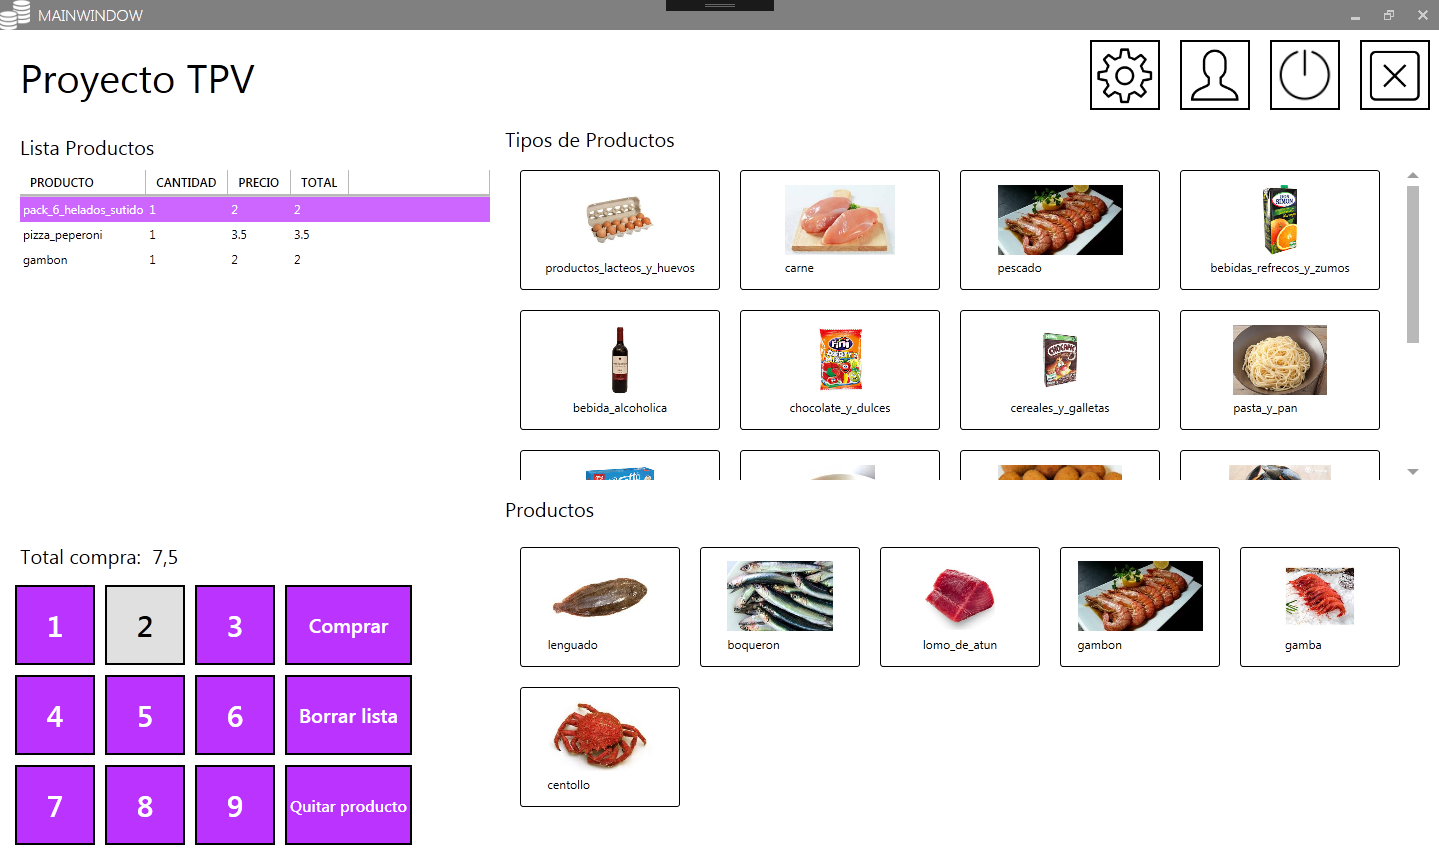 MAINWINDOW
Proyecto TPV
Lista Productos
PRODUCTO CANTIDAD PRECIO TOTAL
pack_6_helados_sutido 1 2 2
pizza_peperoni 1 3.5 3.5
gambon 1 2 2
Total compra: 7,5
1 2 3 Comprar
4 5 6 Borrar lista
7 8 9 Quitar producto
Tipos de Productos
productos_lacteos_y_huevos
carne
pescado
DON SIMON
bebidas_refrecos_y_zumos
bebida_alcoholica
fini
chocolate_y_dulces
cereales_y_galletas
pasta_y_pan
Productos
lenguado
boqueron
lomo_de_atun
gambon
gamba
centollo